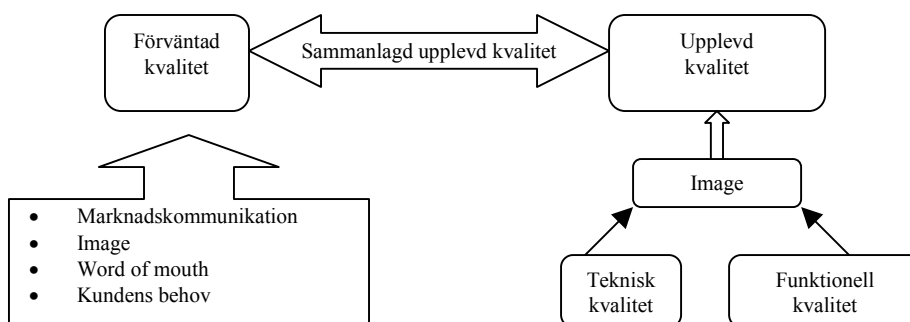 Förväntad
kvalitet
Sammanlagd upplevd kvalitet
Upplevd
kvalitet
Image
• Marknadskommunikation
• Image
• Word of mouth
• Kundens behov
Teknisk
kvalitet
Funktionell
kvalitet